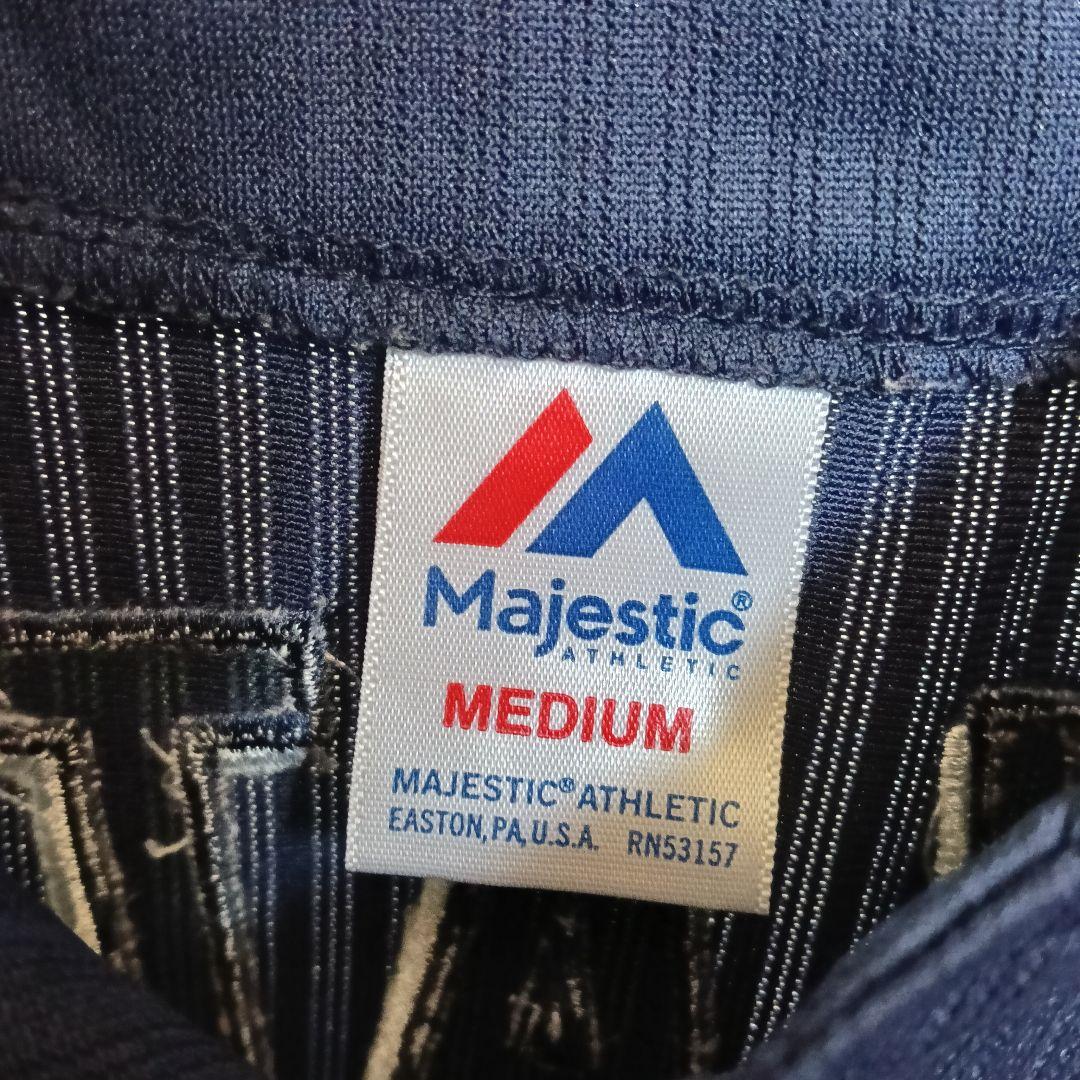 Majestic®
ATHLETIC
MEDIUM
MAJESTIC® ATHLETIC
EASTON, PA, U.S.A. RN53157